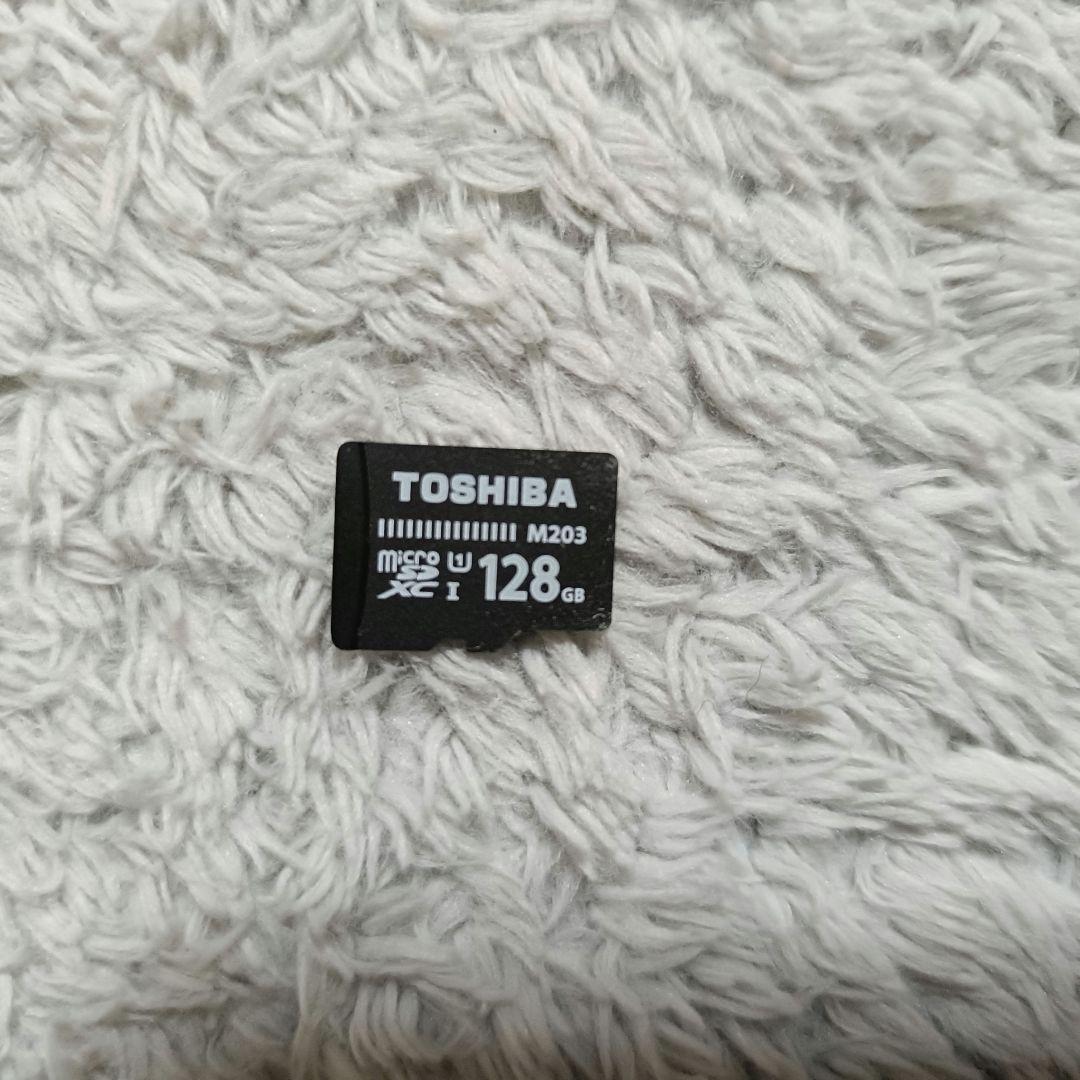 TOSHIBA
M203
micro SD XC U1 I 128GB